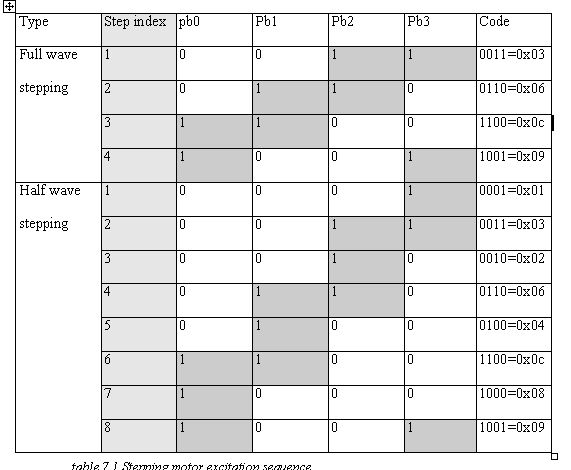 Type Step index pb0 Pb1 Pb2 Pb3 Code
Full wave 1 0 0 1 1 0011=0x03
stepping 2 0 1 1 0 0110=0x06
3 1 1 0 0 1100=0x0c
4 1 0 0 1 1001=0x09
Half wave 1 0 0 0 1 0001=0x01
stepping 2 0 0 1 1 0011=0x03
3 0 0 1 0 0010=0x02
4 0 1 1 0 0110=0x06
5 0 1 0 0 0100=0x04
6 1 1 0 0 1100=0x0c
7 1 0 0 0 1000=0x08
8 1 0 0 1 1001=0x09
table 7.1 Stepping motor excitation sequence